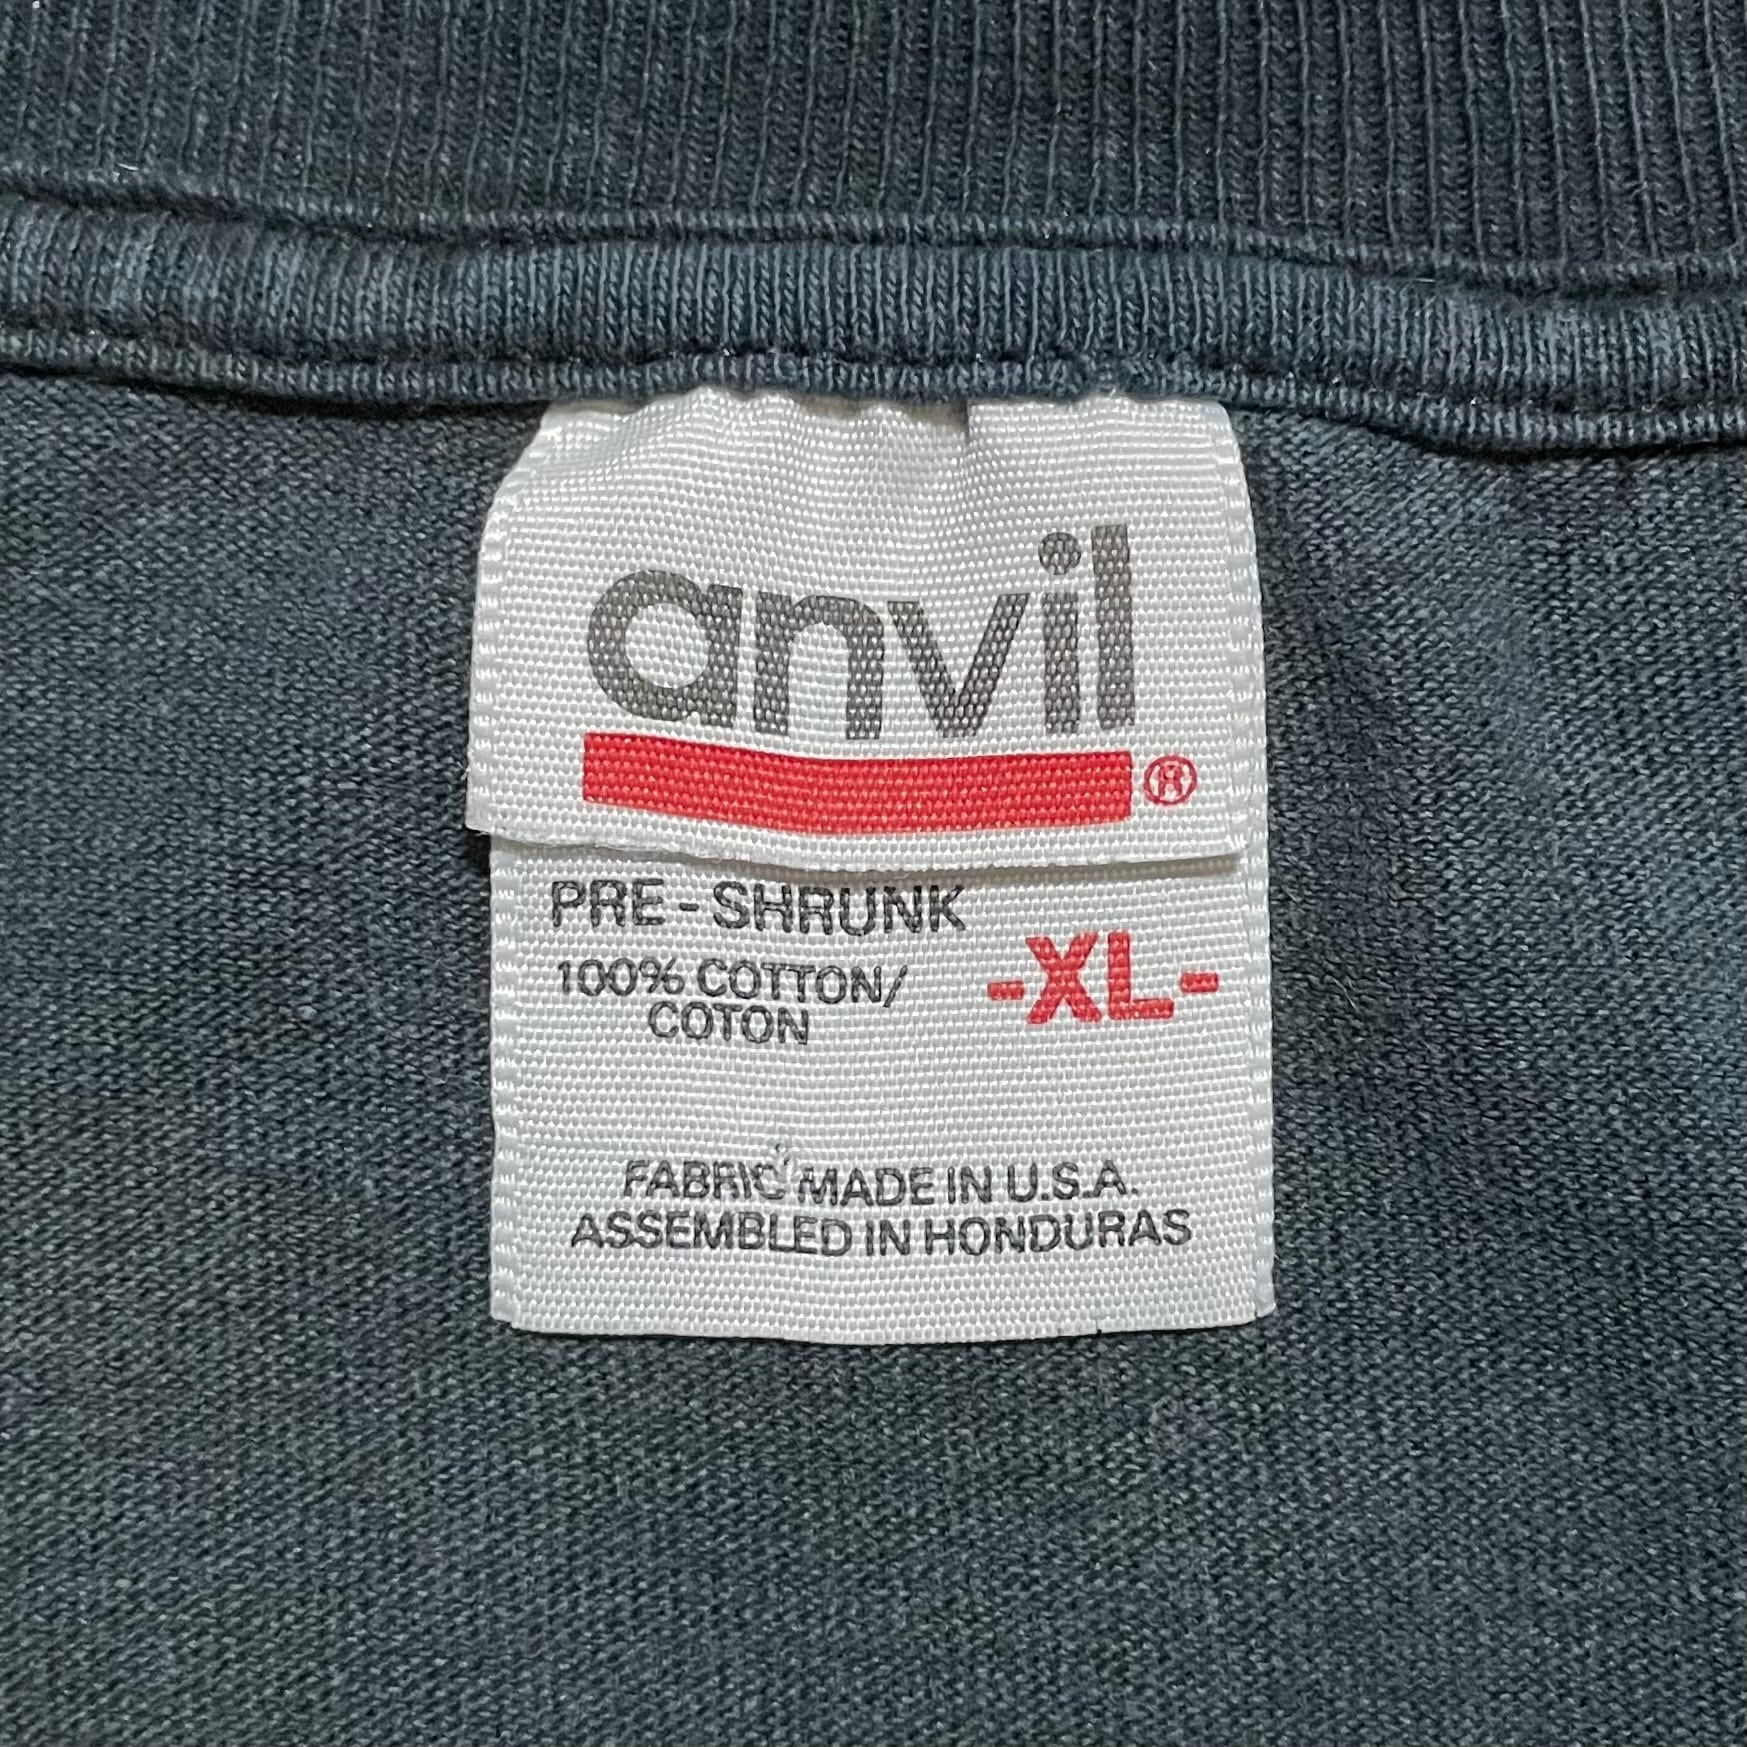 anvil
®
PRE-SHRUNK
-XL-
100% COTTON/
COTON
FABRIC MADE IN U.S.A.
ASSEMBLED IN HONDURAS